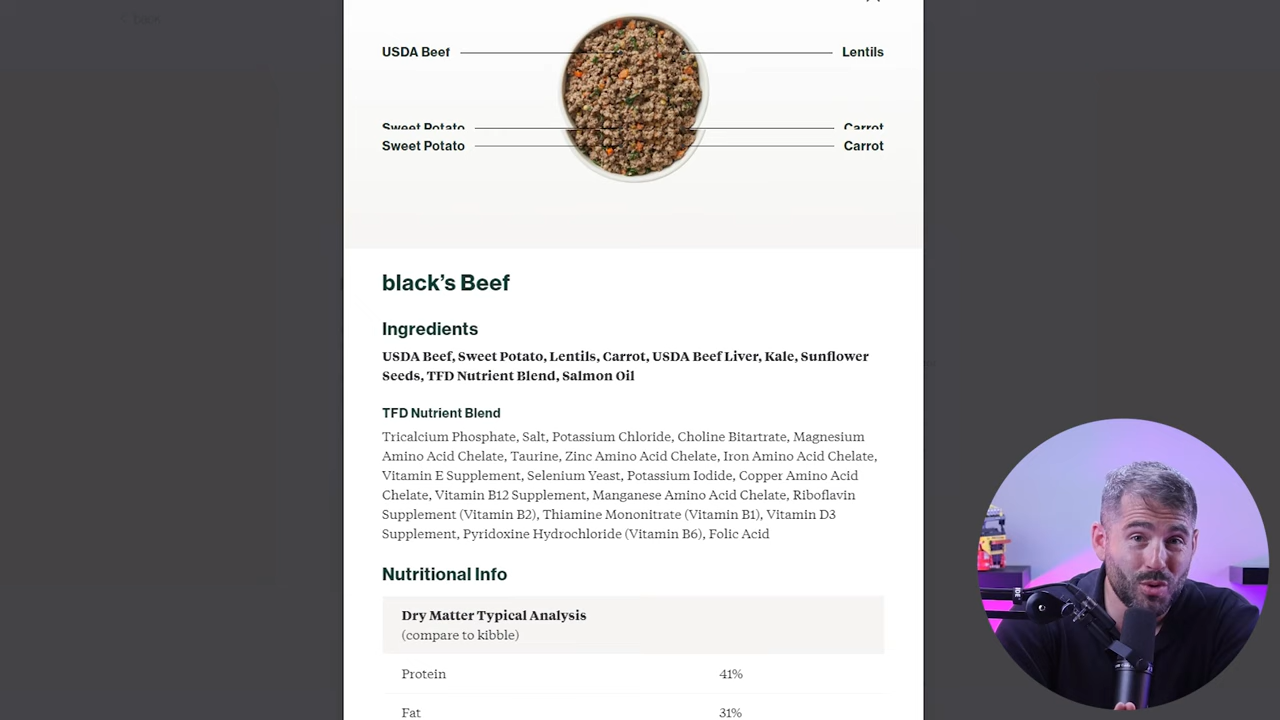 < back
USDA Beef
Lentils
Sweet Potato
Carrot
Sweet Potato
Carrot
black's Beef
Ingredients
USDA Beef, Sweet Potato, Lentils, Carrot, USDA Beef Liver, Kale, Sunflower
Seeds, TFD Nutrient Blend, Salmon Oil
TFD Nutrient Blend
Tricalcium Phosphate, Salt, Potassium Chloride, Choline Bitartrate, Magnesium
Amino Acid Chelate, Taurine, Zinc Amino Acid Chelate, Iron Amino Acid Chelate,
Vitamin E Supplement, Selenium Yeast, Potassium Iodide, Copper Amino Acid
Chelate, Vitamin B12 Supplement, Manganese Amino Acid Chelate, Riboflavin
Supplement (Vitamin B2), Thiamine Mononitrate (Vitamin B1), Vitamin D3
Supplement, Pyridoxine Hydrochloride (Vitamin B6), Folic Acid
Nutritional Info
Dry Matter Typical Analysis
(compare to kibble)
Protein 41%
Fat 31%